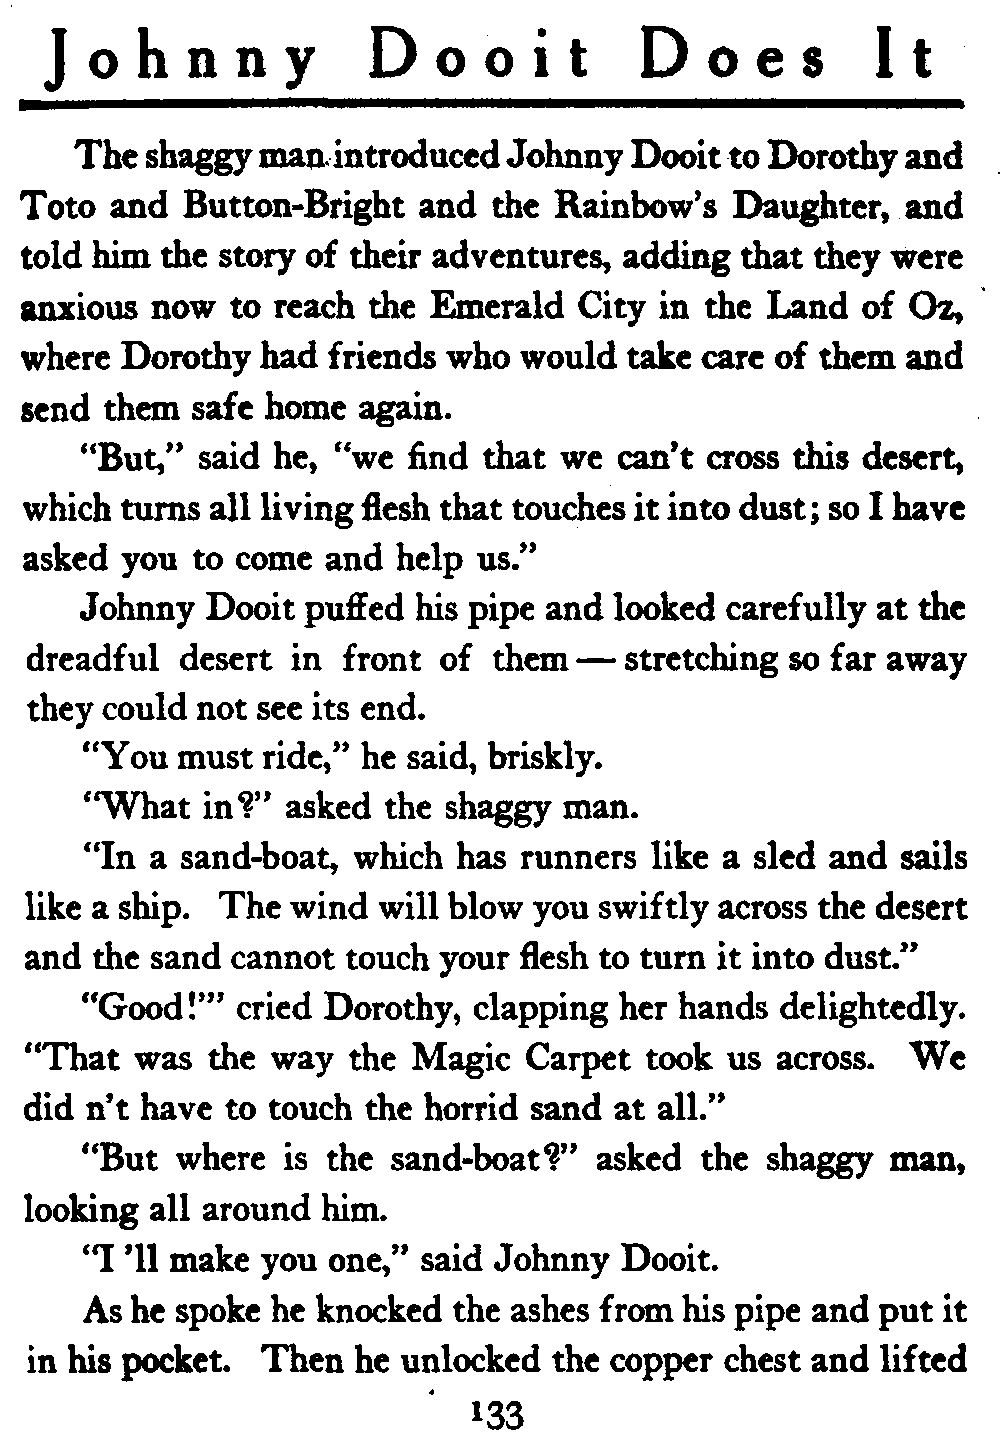 Johnny Dooit Does It
The shaggy man introduced Johnny Dooit to Dorothy and
Toto and Button-Bright and the Rainbow's Daughter, and
told him the story of their adventures, adding that they were
anxious now to reach the Emerald City in the Land of Oz,
where Dorothy had friends who would take care of them and
send them safe home again.
"But," said he, "we find that we can't cross this desert,
which turns all living flesh that touches it into dust; so I have
asked you to come and help us."
Johnny Dooit puffed his pipe and looked carefully at the
dreadful desert in front of them — stretching so far away
they could not see its end.
"You must ride," he said, briskly.
"What in?" asked the shaggy man.
"In a sand-boat, which has runners like a sled and sails
like a ship. The wind will blow you swiftly across the desert
and the sand cannot touch your flesh to turn it into dust."
"Good!'" cried Dorothy, clapping her hands delightedly.
"That was the way the Magic Carpet took us across. We
did n't have to touch the horrid sand at all."
"But where is the sand-boat?" asked the shaggy man,
looking all around him.
"I 'll make you one," said Johnny Dooit.
As he spoke he knocked the ashes from his pipe and put it
in his pocket. Then he unlocked the copper chest and lifted
133